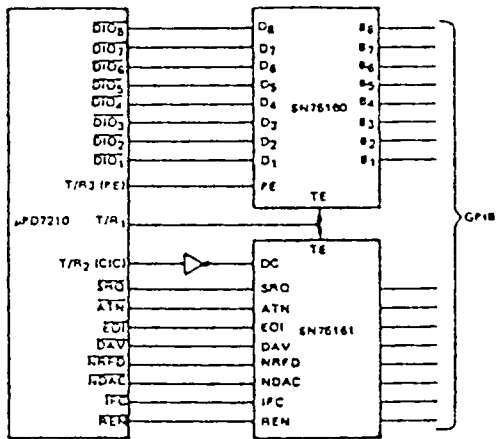 DIO8 D8 B8
DIO7 D7 B7
DIO6 D6 B6
DIO5 D5 B5
DIO4 D4 B4
SN75160
DIO3 D3 B3
DIO2 D2 B2
DIO1 D1 B1
T/R3 (PE) PE
TE
µPD7210 T/R1
GPIB
TE
T/R2 (CIC) DC
SRQ SRQ
ATN ATN
EOI EOI
SN75161
DAV DAV
NRFD NRFD
NDAC NDAC
IFC IFC
REN REN